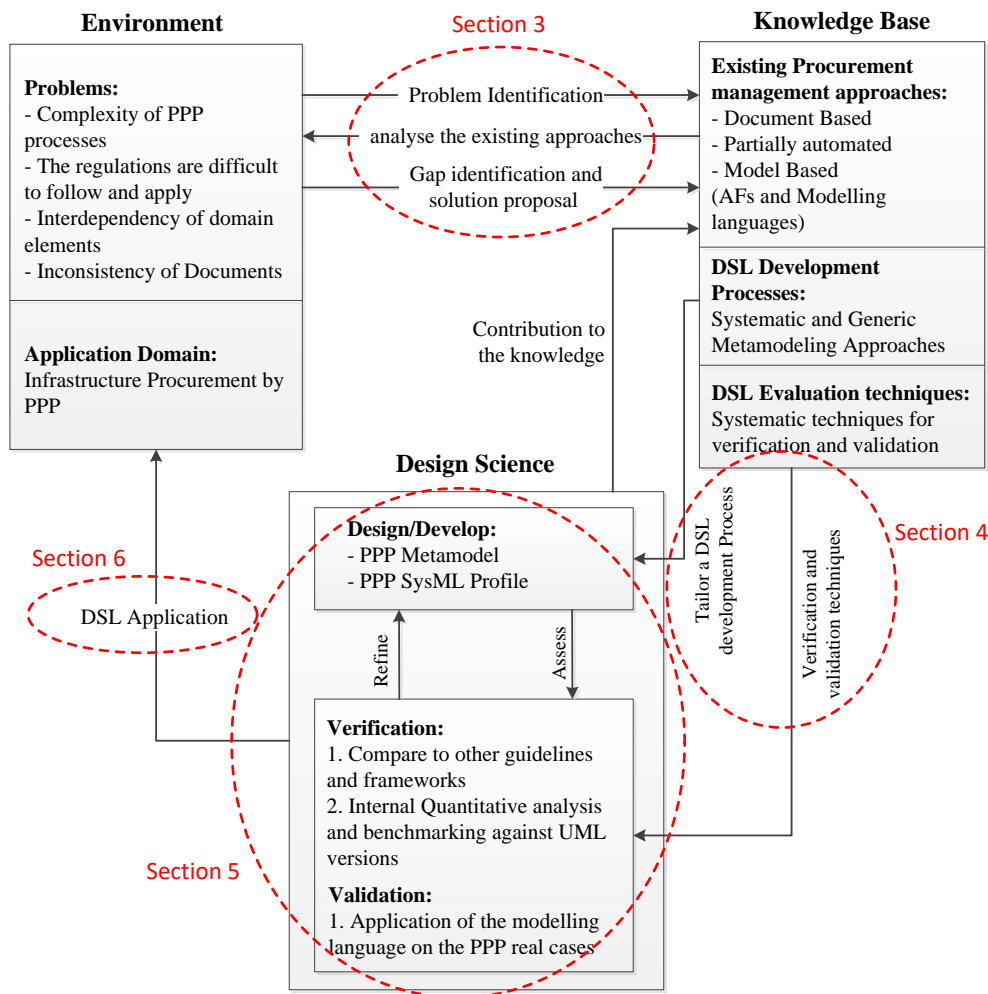 Environment
Section 3
Knowledge Base
Problems:
- Complexity of PPP
processes
- The regulations are difficult
to follow and apply
- Interdependency of domain
elements
- Inconsistency of Documents
Application Domain:
Infrastructure Procurement by
PPP
Problem Identification
analyse the existing approaches
Gap identification and
solution proposal
Existing Procurement
management approaches:
- Document Based
- Partially automated
- Model Based
(AFs and Modelling
languages)
DSL Development
Processes:
Systematic and Generic
Metamodeling Approaches
DSL Evaluation techniques:
Systematic techniques for
verification and validation
Contribution to
the knowledge
Design Science
Design/Develop:
- PPP Metamodel
- PPP SysML Profile
Refine
Assess
Verification:
1. Compare to other guidelines
and frameworks
2. Internal Quantitative analysis
and benchmarking against UML
versions
Validation:
1. Application of the modelling
language on the PPP real cases
Tailor a DSL
development Process
Verification and
validation techniques
Section 4
Section 6
DSL Application
Section 5